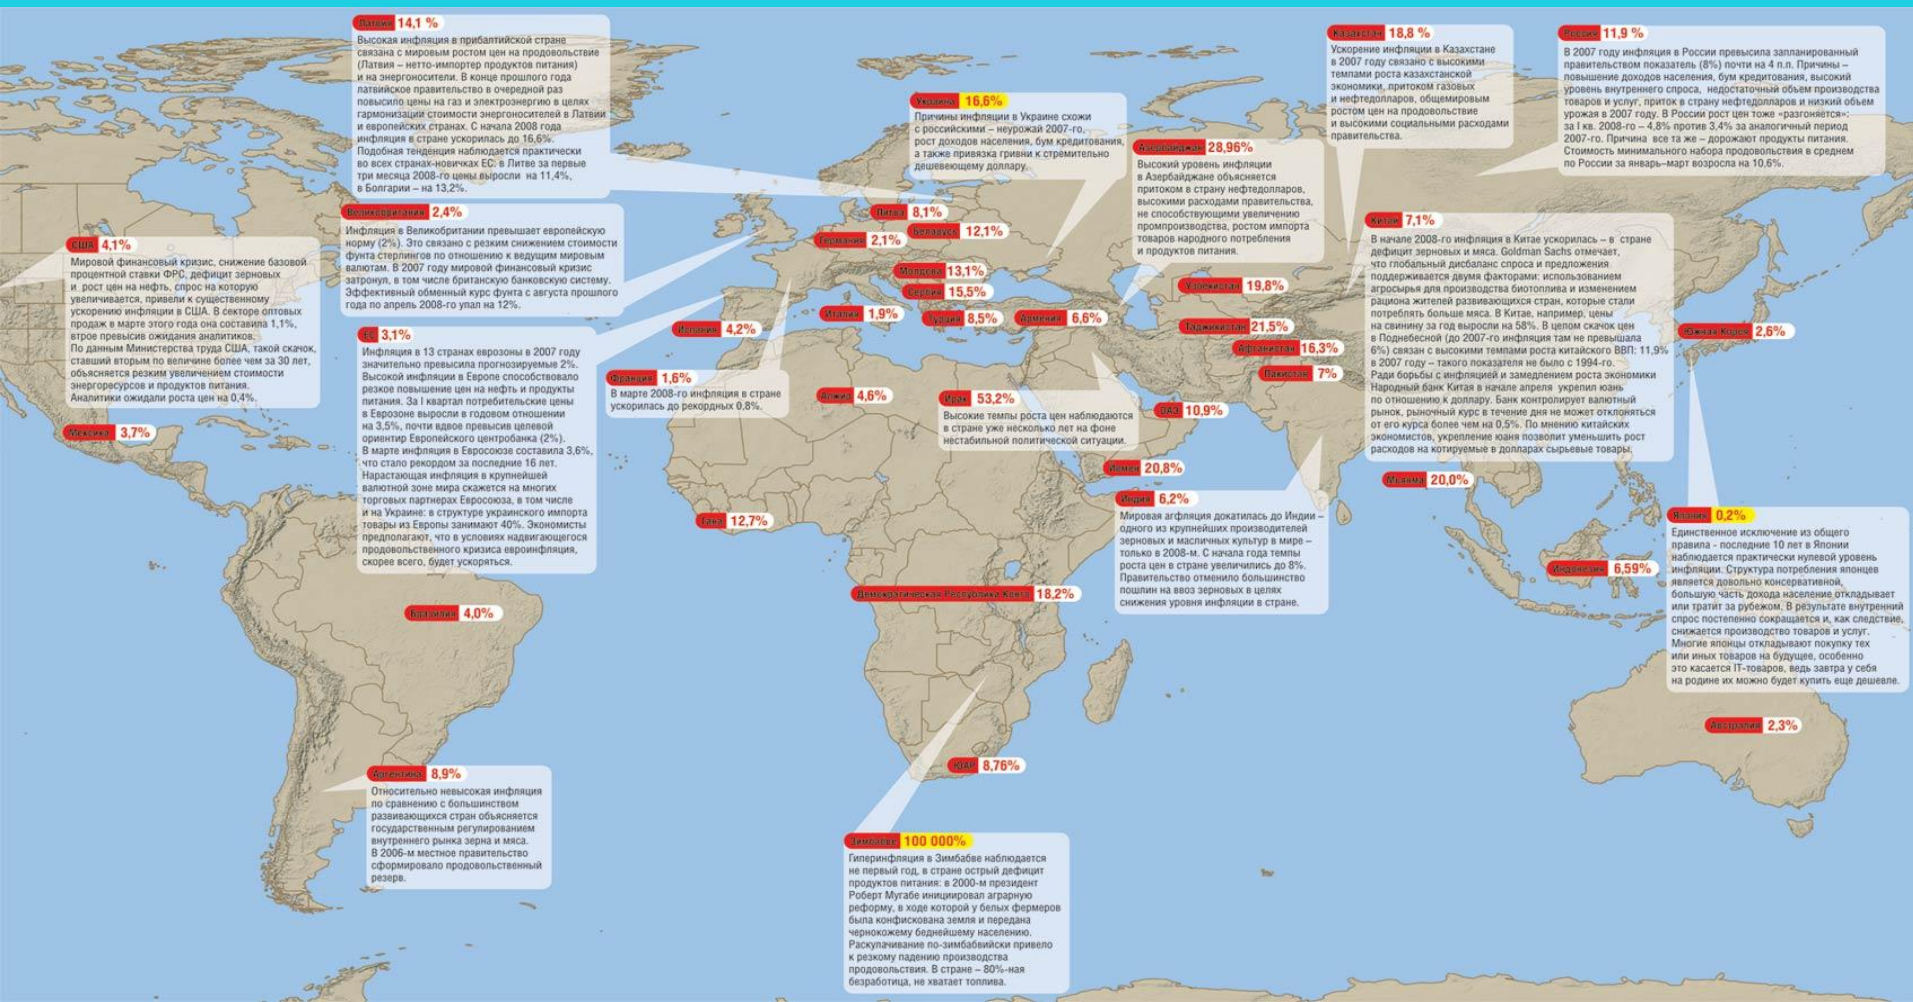 Латвия 14,1 %
Высокая инфляция в прибалтийской стране
связана с мировым ростом цен на продовольствие
(Латвия – нетто-импортер продуктов питания)
и на энергоносители. В конце прошлого года
латвийское правительство в очередной раз
повысило цены на газ и электроэнергию в целях
гармонизации стоимости энергоносителей в Латвии
и европейских странах. С начала 2008 года
инфляция в стране ускорилась до 16,6%.
Подобная тенденция наблюдается практически
во всех странах-новичках ЕС: в Литве за первые
три месяца 2008-го цены выросли на 11,4%,
в Болгарии – на 13,2%.
Казахстан 18,8 %
Ускорение инфляции в Казахстане
в 2007 году связано с высокими
темпами роста казахстанской
экономики, притоком газовых
и нефтедолларов, общемировым
ростом цен на продовольствие
и высокими социальными расходами
правительства.
Россия 11,9 %
В 2007 году инфляция в России превысила запланированный
правительством показатель (8%) почти на 4 п.п. Причины –
повышение доходов населения, бум кредитования, высокий
уровень внутреннего спроса, недостаточный объем производства
товаров и услуг, приток в страну нефтедолларов и низкий объем
урожая в 2007 году. В России рост цен тоже «разгоняется»:
за I кв. 2008-го – 4,8% против 3,4% за аналогичный период
2007-го. Причина все та же – дорожают продукты питания.
Стоимость минимального набора продовольствия в среднем
по России за январь–март возросла на 10,6%.
Украина 16,6%
Причины инфляции в Украине схожи
с российскими – неурожай 2007-го,
рост доходов населения, бум кредитования,
а также привязка гривни к стремительно
дешевеющему доллару.
Азербайджан 28,96%
Высокий уровень инфляции
в Азербайджане объясняется
притоком в страну нефтедолларов,
высокими расходами правительства,
не способствующими увеличению
промпроизводства, ростом импорта
товаров народного потребления
и продуктов питания.
Великобритания 2,4%
Инфляция в Великобритании превышает европейскую
норму (2%). Это связано с резким снижением стоимости
фунта стерлингов по отношению к ведущим мировым
валютам. В 2007 году мировой финансовый кризис
затронул, в том числе британскую банковскую систему.
Эффективный обменный курс фунта с августа прошлого
года по апрель 2008-го упал на 12%.
США 4,1%
Мировой финансовый кризис, снижение базовой
процентной ставки ФРС, дефицит зерновых
и рост цен на нефть, спрос на которую
увеличивается, привели к существенному
ускорению инфляции в США. В секторе оптовых
продаж в марте этого года она составила 1,1%,
втрое превысив ожидания аналитиков.
По данным Министерства труда США, такой скачок,
ставший вторым по величине более чем за 30 лет,
объясняется резким увеличением стоимости
энергоресурсов и продуктов питания.
Аналитики ожидали роста цен на 0,4%.
Литва 8,1%
Беларусь 12,1%
Германия 2,1%
Молдова 13,1%
Сербия 15,5%
Италия 1,9%
Турция 8,5%
Армения 6,6%
Испания 4,2%
Узбекистан 19,8%
Таджикистан 21,5%
Афганистан 16,3%
Пакистан 7%
Китай 7,1%
В начале 2008-го инфляция в Китае ускорилась – в стране
дефицит зерновых и мяса. Goldman Sachs отмечает,
что глобальный дисбаланс спроса и предложения
поддерживается двумя факторами: использованием
агросырья для производства биотоплива и изменением
рациона жителей развивающихся стран, которые стали
потреблять больше мяса. В Китае, например, цены
на свинину за год выросли на 58%. В целом скачок цен
в Поднебесной (до 2007-го инфляция там не превышала
6%) связан с высокими темпами роста китайского ВВП: 11,9%
в 2007 году – такого показателя не было с 1994-го.
Ради борьбы с инфляцией и замедлением роста экономики
Народный банк Китая в начале апреля укрепил юань
по отношению к доллару. Банк контролирует валютный
рынок, рыночный курс в течение дня не может отклоняться
от его курса более чем на 0,5%. По мнению китайских
экономистов, укрепление юаня позволит уменьшить рост
расходов на котируемые в долларах сырьевые товары.
Южная Корея 2,6%
ЕС 3,1%
Инфляция в 13 странах еврозоны в 2007 году
значительно превысила прогнозируемые 2%.
Высокой инфляции в Европе способствовало
резкое повышение цен на нефть и продукты
питания. За I квартал потребительские цены
в Еврозоне выросли в годовом отношении
на 3,5%, почти вдвое превысив целевой
ориентир Европейского центробанка (2%).
В марте инфляция в Евросоюзе составила 3,6%,
что стало рекордом за последние 16 лет.
Нарастающая инфляция в крупнейшей
валютной зоне мира скажется на многих
торговых партнерах Евросоюза, в том числе
и на Украине: в структуре украинского импорта
товары из Европы занимают 40%. Экономисты
предполагают, что в условиях надвигающегося
продовольственного кризиса евроинфляция,
скорее всего, будет ускоряться.
Франция 1,6%
В марте 2008-го инфляция в стране
ускорилась до рекордных 0,8%.
Алжир 4,6%
Ирак 53,2%
Высокие темпы роста цен наблюдаются
в стране уже несколько лет на фоне
нестабильной политической ситуации.
ОАЭ 10,9%
Мексика 3,7%
Йемен 20,8%
Мьянма 20,0%
Индия 6,2%
Мировая агфляция докатилась до Индии –
одного из крупнейших производителей
зерновых и масличных культур в мире –
только в 2008-м. С начала года темпы
роста цен в стране увеличились до 8%.
Правительство отменило большинство
пошлин на ввоз зерновых в целях
снижения уровня инфляции в стране.
Гана 12,7%
Япония 0,2%
Единственное исключение из общего
правила - последние 10 лет в Японии
наблюдается практически нулевой уровень
инфляции. Структура потребления японцев
является довольно консервативной,
большую часть дохода население откладывает
или тратит за рубежом. В результате внутренний
спрос постепенно сокращается и, как следствие,
снижается производство товаров и услуг.
Многие японцы откладывают покупку тех
или иных товаров на будущее, особенно
это касается IT-товаров, ведь завтра у себя
на родине их можно будет купить еще дешевле.
Индонезия 6,59%
Демократическая Республика Конго 18,2%
Бразилия 4,0%
Австралия 2,3%
ЮАР 8,76%
Аргентина 8,9%
Относительно невысокая инфляция
по сравнению с большинством
развивающихся стран объясняется
государственным регулированием
внутреннего рынка зерна и мяса.
В 2006-м местное правительство
сформировало продовольственный
резерв.
Зимбабве 100 000%
Гиперинфляция в Зимбабве наблюдается
не первый год, в стране острый дефицит
продуктов питания: в 2000-м президент
Роберт Мугабе инициировал аграрную
реформу, в ходе которой у белых фермеров
была конфискована земля и передана
чернокожему беднейшему населению.
Раскулачивание по-зимбабвийски привело
к резкому падению производства
продовольствия. В стране – 80%-ная
безработица, не хватает топлива.